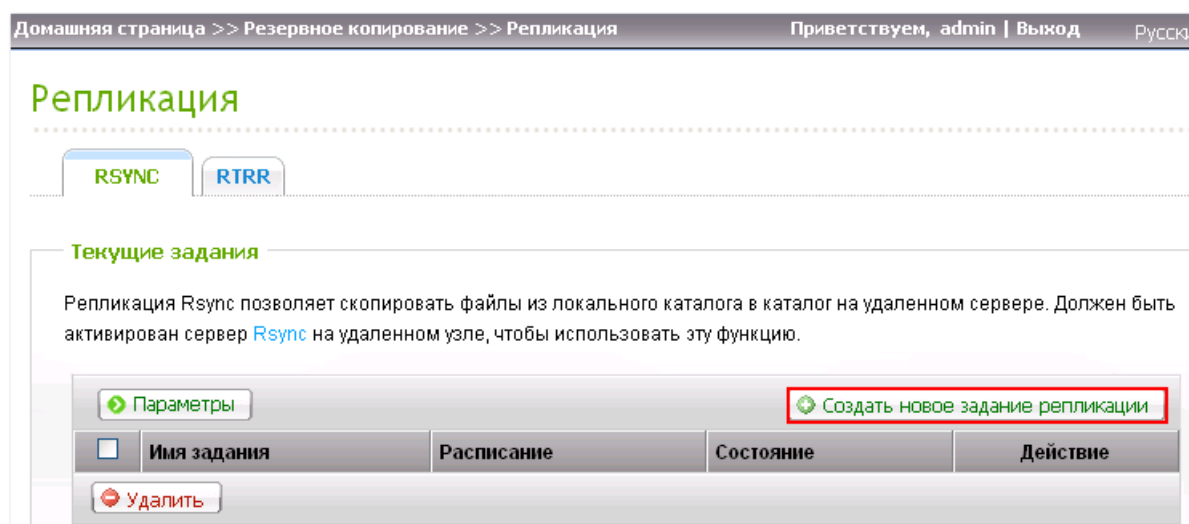 Домашняя страница >> Резервное копирование >> Репликация Приветствуем, admin | Выход
Репликация
RSYNC RTRR
Текущие задания
Репликация Rsync позволяет скопировать файлы из локального каталога в каталог на удаленном сервере. Должен быть
активирован сервер Rsync на удаленном узле, чтобы использовать эту функцию.
Параметры Создать новое задание репликации
Имя задания Расписание Состояние Действие
Удалить